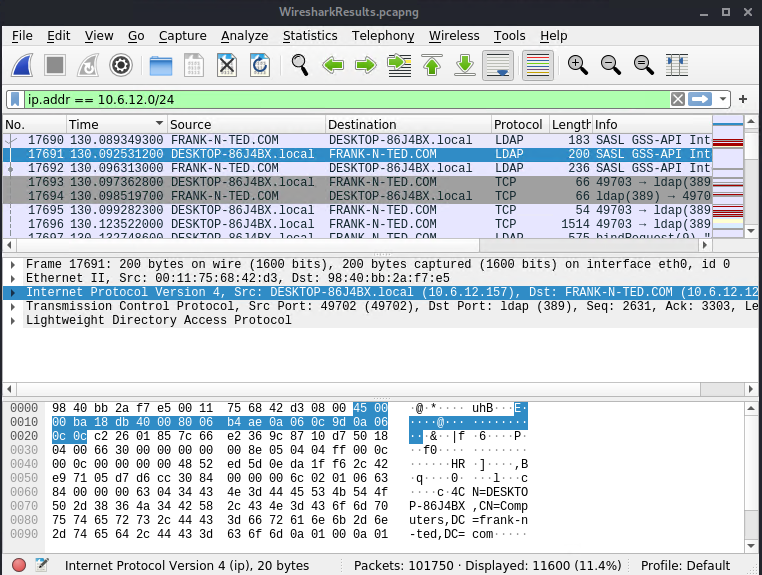 WiresharkResults.pcapng
File Edit View Go Capture Analyze Statistics Telephony Wireless Tools Help
ip.addr == 10.6.12.0/24
No. Time Source Destination Protocol Length Info
17690 130.089349300 FRANK-N-TED.COM DESKTOP-86J4BX.local LDAP 183 SASL GSS-API Int
17691 130.092531200 DESKTOP-86J4BX.local FRANK-N-TED.COM LDAP 200 SASL GSS-API Int
17692 130.096313000 FRANK-N-TED.COM DESKTOP-86J4BX.local LDAP 236 SASL GSS-API Int
17693 130.097362800 DESKTOP-86J4BX.local FRANK-N-TED.COM TCP 66 49703 → ldap(389
17694 130.098519700 FRANK-N-TED.COM DESKTOP-86J4BX.local TCP 66 ldap(389) → 4970
17695 130.099282300 DESKTOP-86J4BX.local FRANK-N-TED.COM TCP 54 49703 → ldap(389
17696 130.123522000 DESKTOP-86J4BX.local FRANK-N-TED.COM TCP 1514 49703 → ldap(389
17697 130.132748600 DESKTOP-86J4BX.local FRANK-N-TED.COM LDAP 575 bindRequest(9) "
Frame 17691: 200 bytes on wire (1600 bits), 200 bytes captured (1600 bits) on interface eth0, id 0
Ethernet II, Src: 00:11:75:68:42:d3, Dst: 98:40:bb:2a:f7:e5
Internet Protocol Version 4, Src: DESKTOP-86J4BX.local (10.6.12.157), Dst: FRANK-N-TED.COM (10.6.12.12
Transmission Control Protocol, Src Port: 49702 (49702), Dst Port: ldap (389), Seq: 2631, Ack: 3303, Le
Lightweight Directory Access Protocol
0000 98 40 bb 2a f7 e5 00 11 75 68 42 d3 08 00 45 00 ·@·*···· uhB···E·
0010 00 ba 18 db 40 00 80 06 b4 ae 0a 06 0c 9d 0a 06 ····@··· ········
0020 0c 0c c2 26 01 85 7c 66 e2 36 9c 87 10 d7 50 18 ···&··|f ·6····P·
0030 04 00 66 30 00 00 00 00 00 8e 05 04 04 ff 00 0c ··f0···· ········
0040 00 0c 00 00 00 00 48 52 ed 5d 0e da 1f f6 2c 42 ······HR ·]····,B
0050 e9 71 05 d7 d6 cc 30 84 00 00 00 6c 02 01 06 63 ·q····0· ···l···c
0060 84 00 00 00 63 04 34 43 4e 3d 44 45 53 4b 54 4f ····c·4C N=DESKTO
0070 50 2d 38 36 4a 34 42 58 2c 43 4e 3d 43 6f 6d 70 P-86J4BX ,CN=Comp
0080 75 74 65 72 73 2c 44 43 3d 66 72 61 6e 6b 2d 6e uters,DC =frank-n
0090 2d 74 65 64 2c 44 43 3d 63 6f 6d 0a 01 00 0a 01 -ted,DC= com·····
Internet Protocol Version 4 (ip), 20 bytes Packets: 101750 · Displayed: 11600 (11.4%) Profile: Default